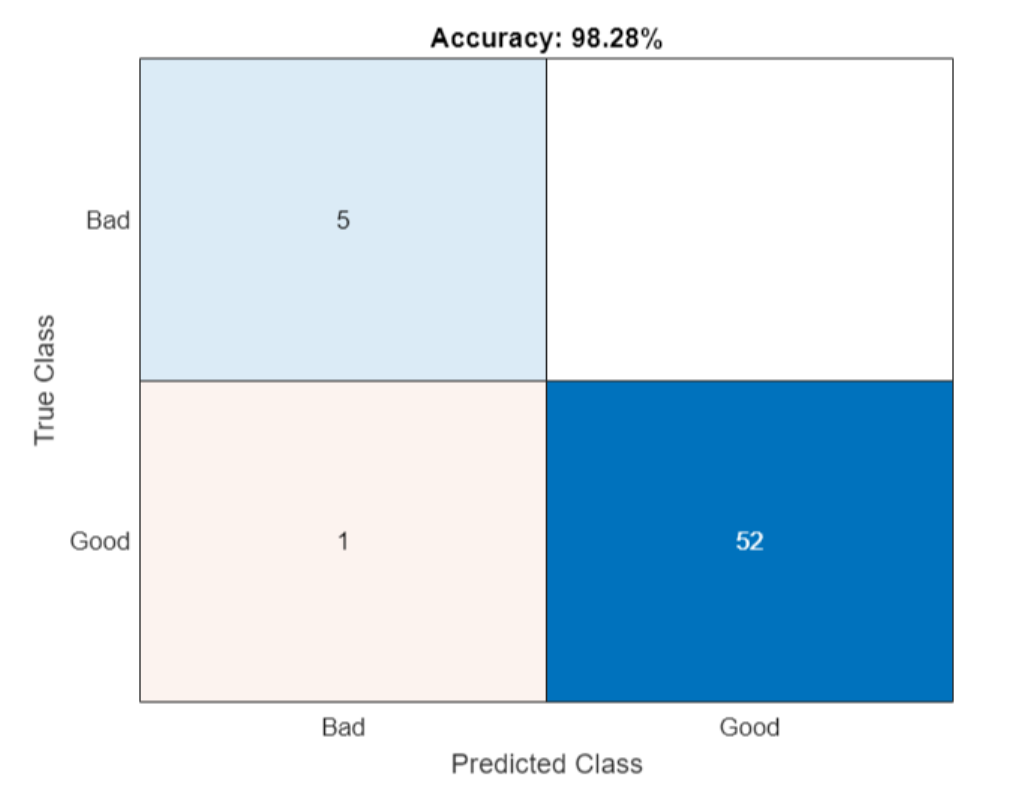 Accuracy: 98.28%
Bad
5
True Class
Good
1
52
Bad
Good
Predicted Class